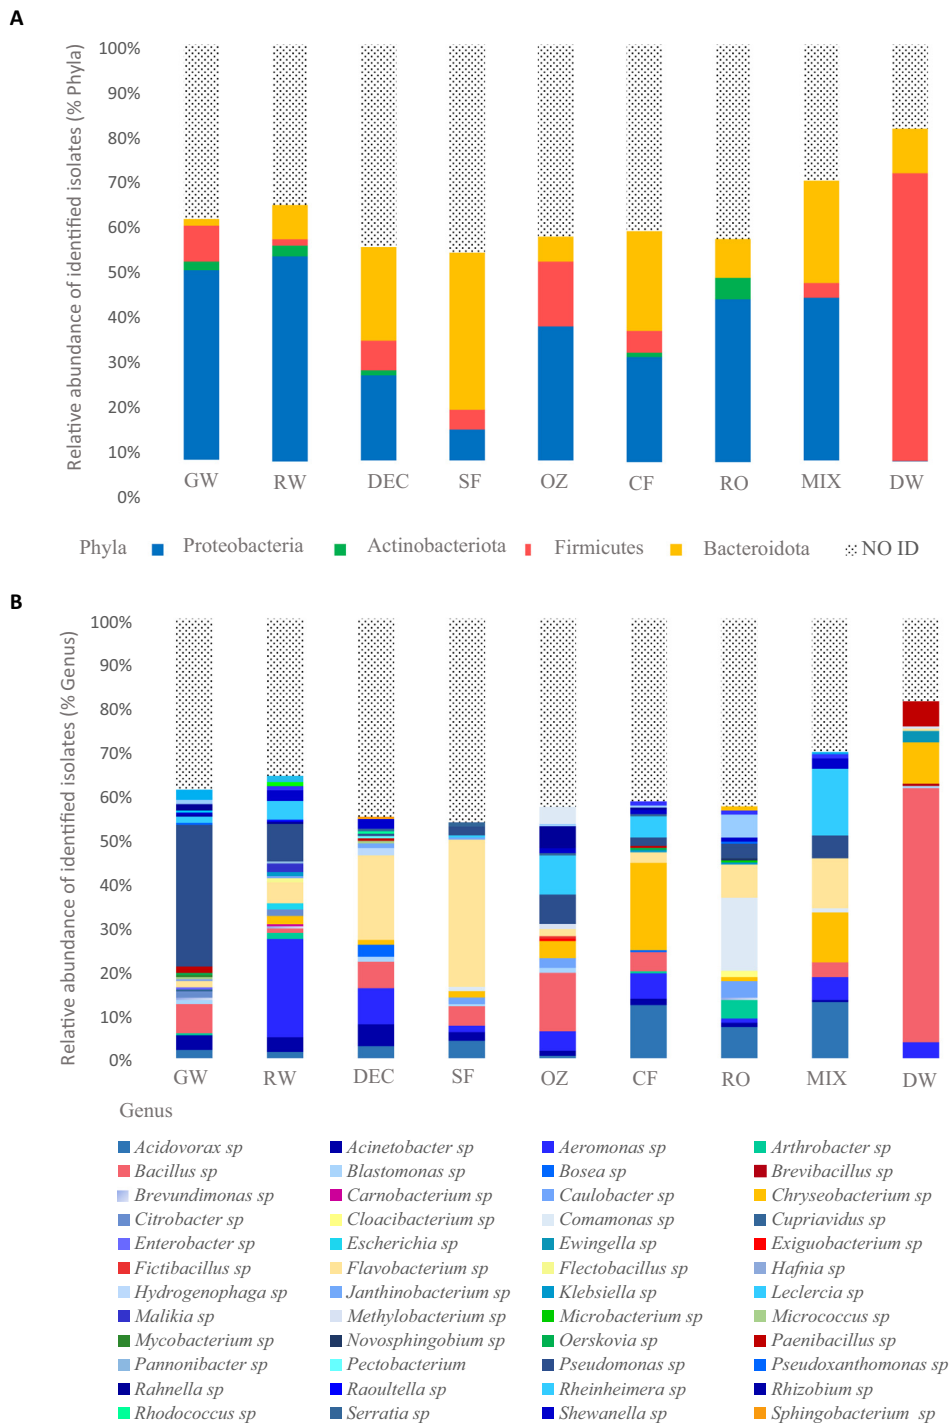 A
Relative abundance of identified isolates (% Phyla)
100%
90%
80%
70%
60%
50%
40%
30%
20%
10%
0%
GW RW DEC SF OZ CF RO MIX DW
Phyla Proteobacteria Actinobacteriota Firmicutes Bacteroidota NO ID
B
Relative abundance of identified isolates (% Genus)
100%
90%
80%
70%
60%
50%
40%
30%
20%
10%
0%
GW RW DEC SF OZ CF RO MIX DW
Genus
Acidovorax sp Acinetobacter sp Aeromonas sp Arthrobacter sp
Bacillus sp Blastomonas sp Bosea sp Brevibacillus sp
Brevundimonas sp Carnobacterium sp Caulobacter sp Chryseobacterium sp
Citrobacter sp Cloacibacterium sp Comamonas sp Cupriavidus sp
Enterobacter sp Escherichia sp Ewingella sp Exiguobacterium sp
Fictibacillus sp Flavobacterium sp Flectobacillus sp Hafnia sp
Hydrogenophaga sp Janthinobacterium sp Klebsiella sp Leclercia sp
Malikia sp Methylobacterium sp Microbacterium sp Micrococcus sp
Mycobacterium sp Novosphingobium sp Oerskovia sp Paenibacillus sp
Pannonibacter sp Pectobacterium Pseudomonas sp Pseudoxanthomonas sp
Rahnella sp Raoultella sp Rheinheimera sp Rhizobium sp
Rhodococcus sp Serratia sp Shewanella sp Sphingobacterium sp